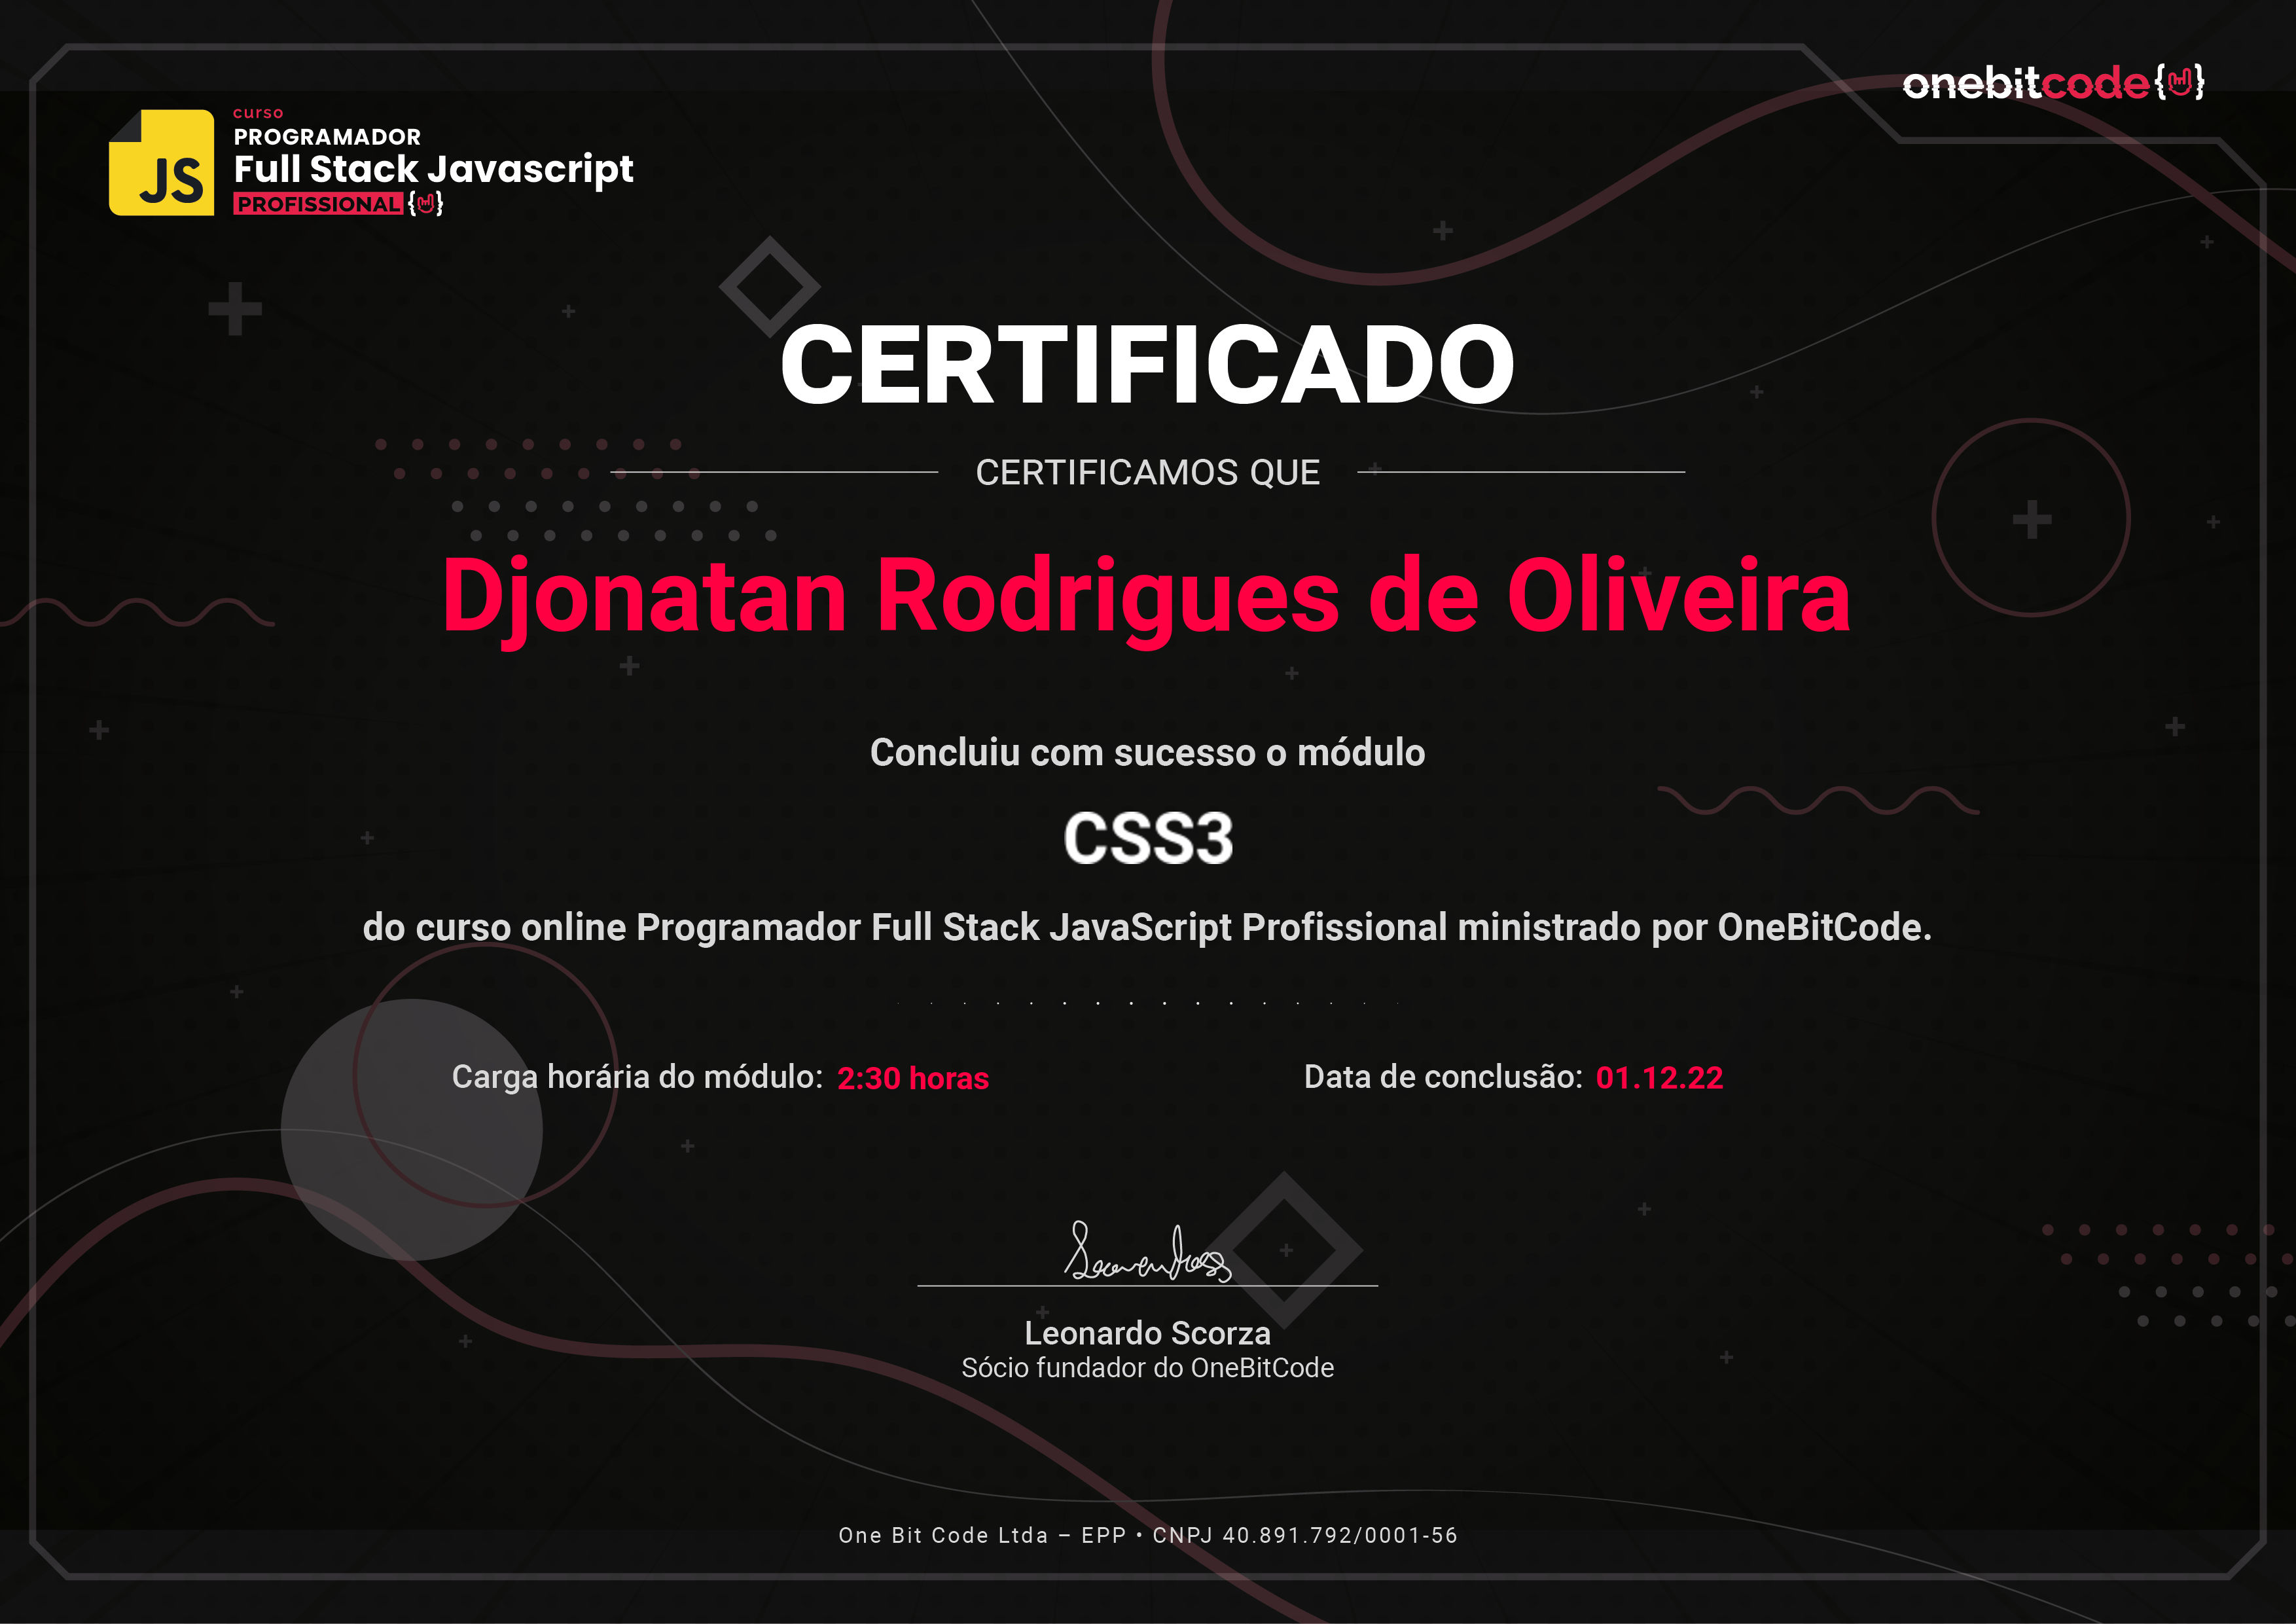 curso
PROGRAMADOR
Full Stack Javascript
PROFISSIONAL
JS
onebitcode
CERTIFICADO
CERTIFICAMOS QUE
Djonatan Rodrigues de Oliveira
Concluiu com sucesso o módulo
CSS3
do curso online Programador Full Stack JavaScript Profissional ministrado por OneBitCode.
Carga horária do módulo: 2:30 horas
Data de conclusão: 01.12.22
Leonardo Scorza
Sócio fundador do OneBitCode
One Bit Code Ltda – EPP • CNPJ 40.891.792/0001-56